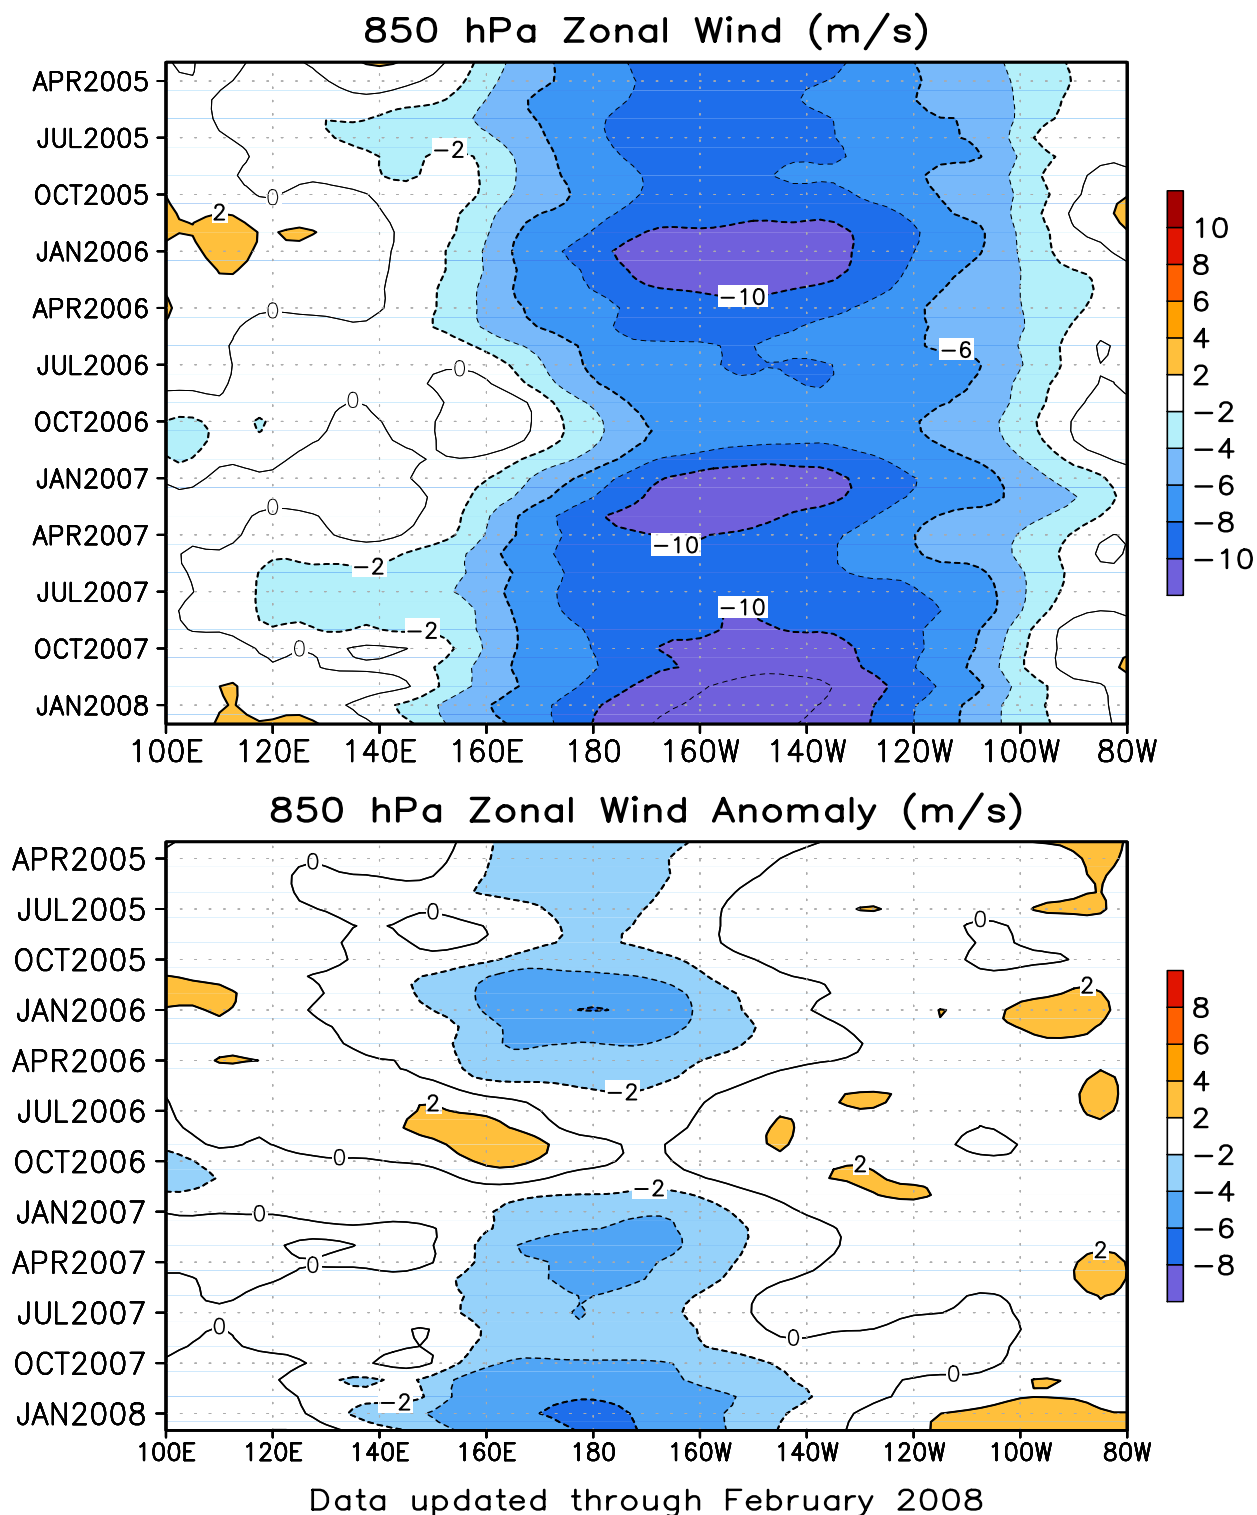 850 hPa Zonal Wind (m/s)
APR2005
JUL2005
OCT2005
JAN2006
APR2006
JUL2006
OCT2006
JAN2007
APR2007
JUL2007
OCT2007
JAN2008
−2
0
2
−10
0
−6
0
0
0
−10
−2
−10
−2
0
100E 120E 140E 160E 180 160W 140W 120W 100W 80W
10
8
6
4
2
−2
−4
−6
−8
−10
850 hPa Zonal Wind Anomaly (m/s)
APR2005
JUL2005
OCT2005
JAN2006
APR2006
JUL2006
OCT2006
JAN2007
APR2007
JUL2007
OCT2007
JAN2008
0
0
0
2
−2
2
0
2
−2
0
2
0
0
0
0
−2
100E 120E 140E 160E 180 160W 140W 120W 100W 80W
8
6
4
2
−2
−4
−6
−8
Data updated through February 2008